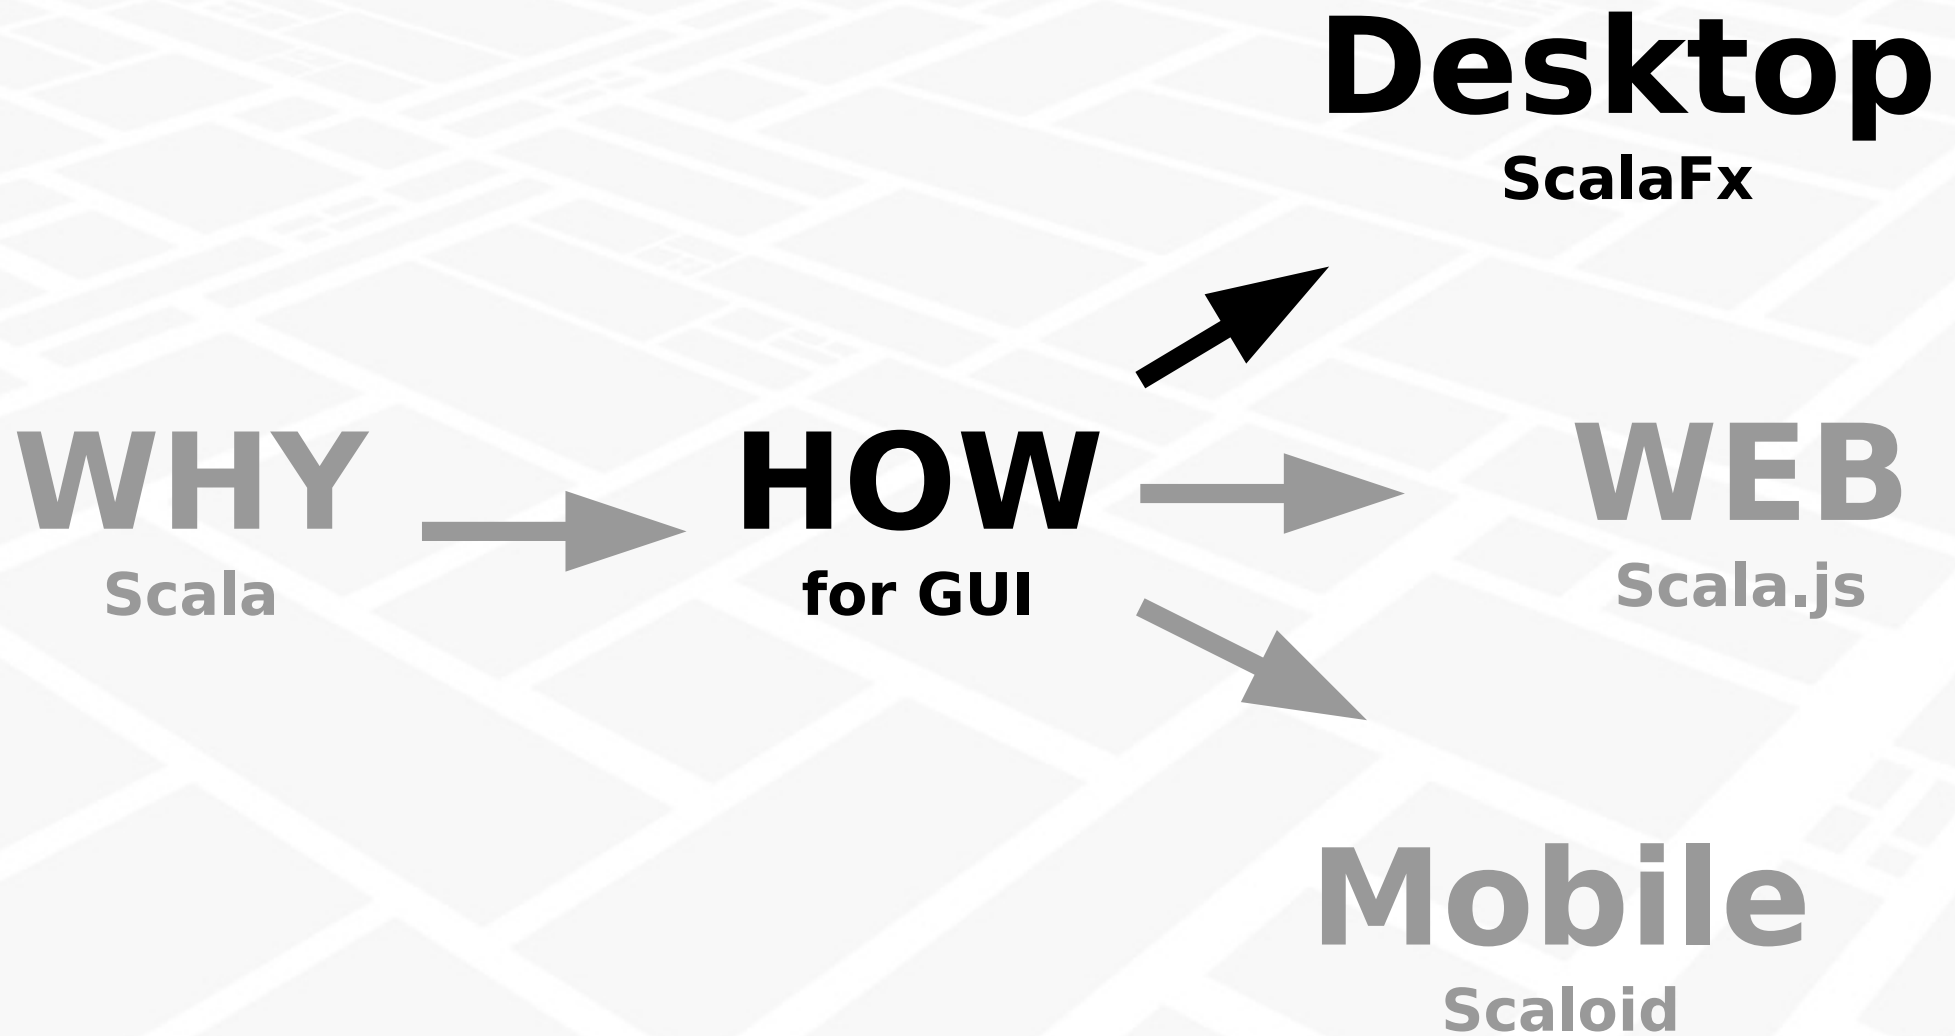 Desktop
ScalaFx
WHY
Scala
HOW
for GUI
WEB
Scala.js
Mobile
Scaloid